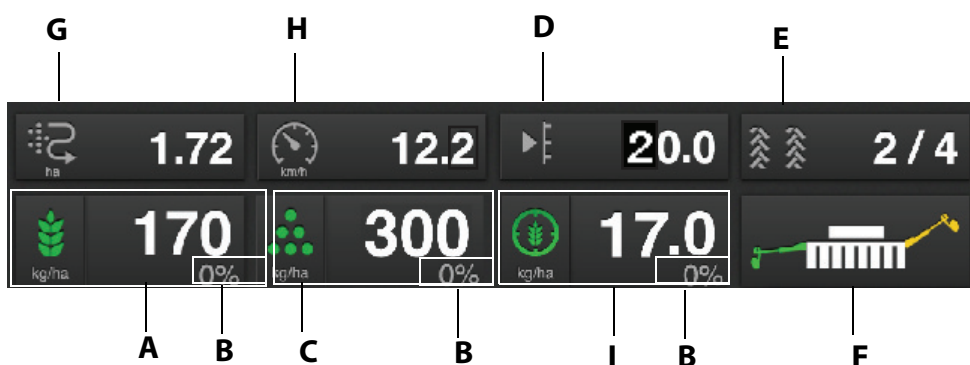 G H D E
1.72 12.2 20.0 2 / 4
ha km/h
170 300 17.0
kg/ha 0% kg/ha 0% kg/ha 0%
A B C B I B F